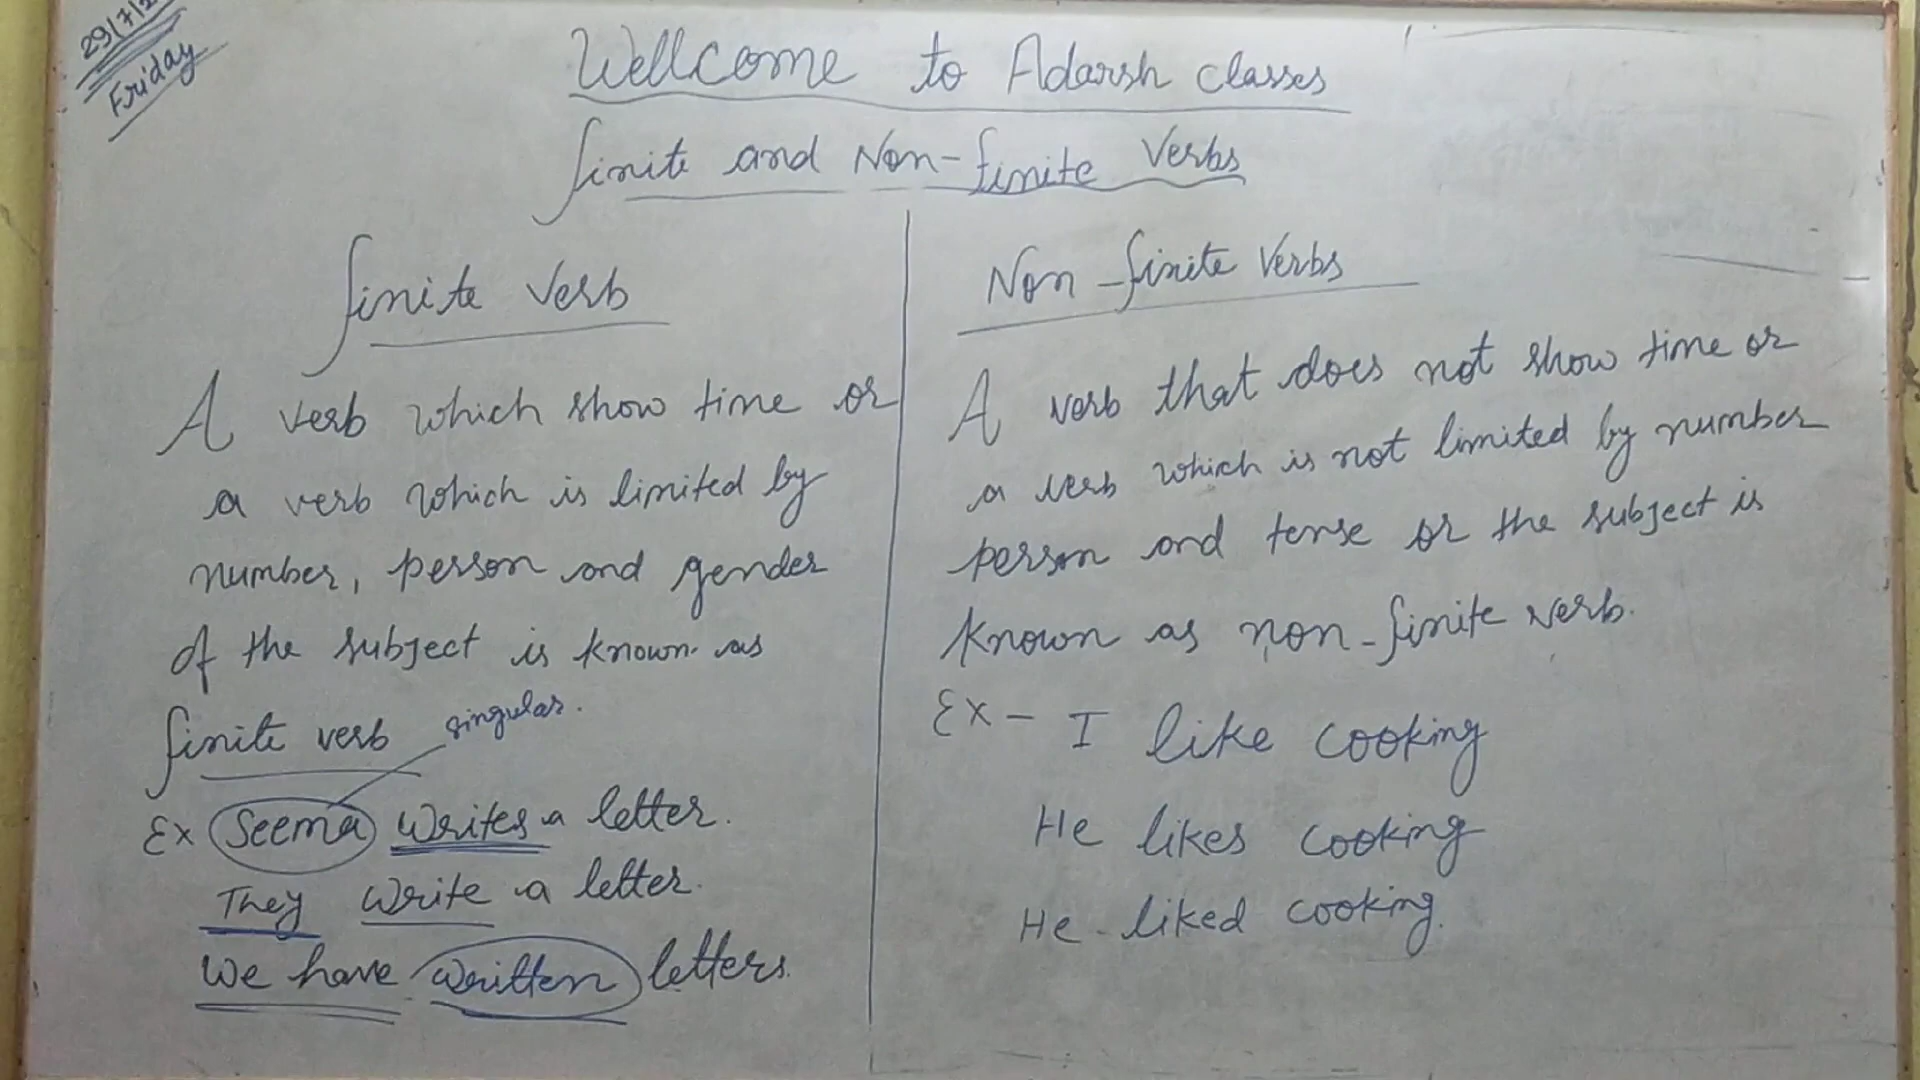 29/7/2
Friday
Wellcome to Adarsh classes
finite and Non-finite Verbs
finite verb
A verb which show time or
a verb which is limited by
number, person and gender
of the subject is known as
finite verb
singular.
Ex Seema writes a letter.
They write a letter.
We have written letters.
Non-finite Verbs
A verb that does not show time or
a verb which is not limited by number
person and tense or the subject is
known as non-finite verb.
Ex - I like cooking
He likes cooking
He liked cooking.